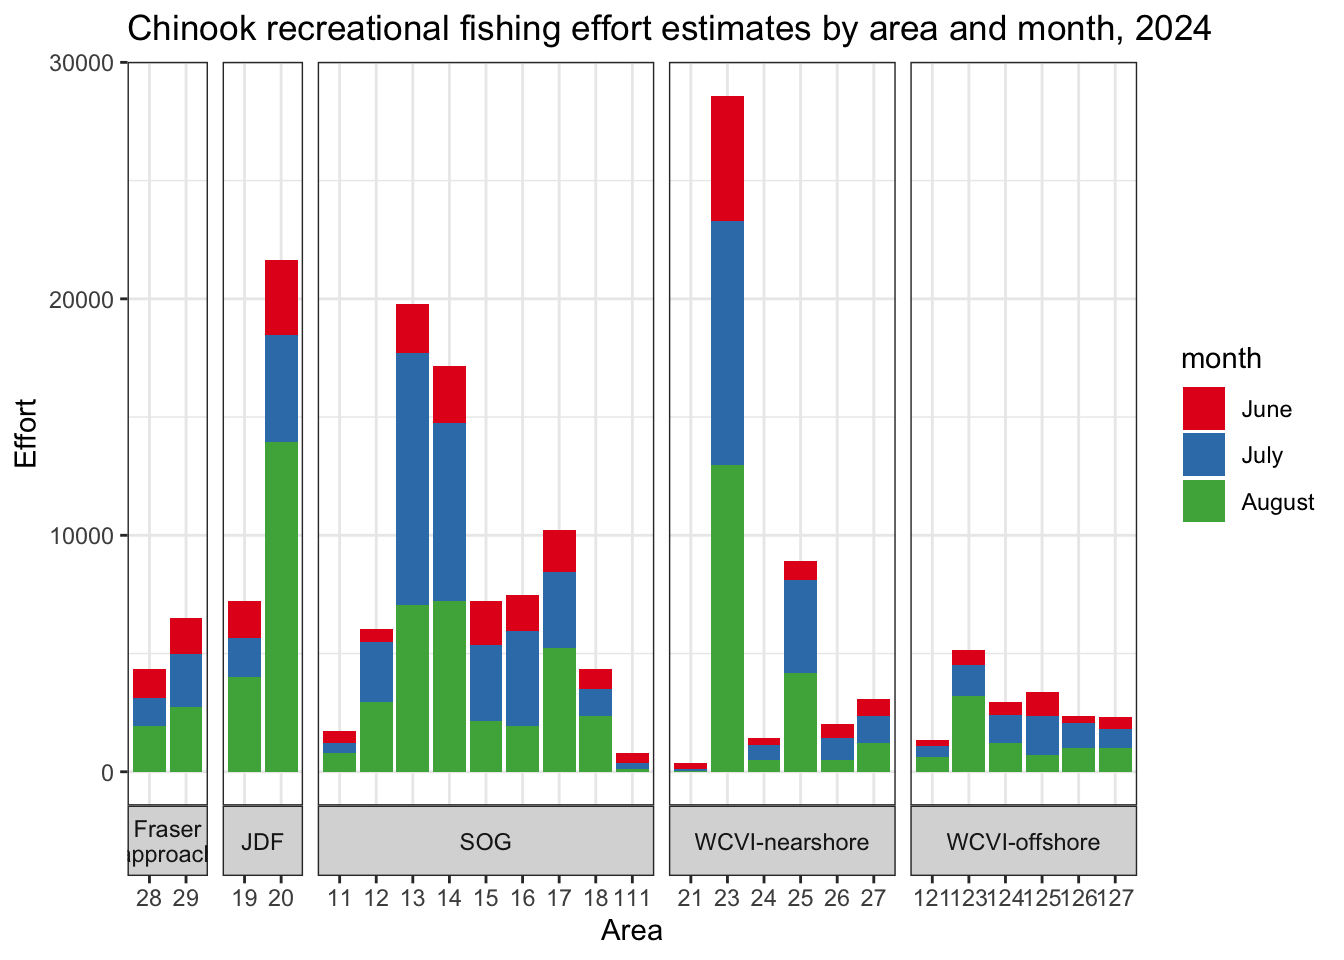 Chinook recreational fishing effort estimates by area and month, 2024
30000
20000
10000
0
Effort
month
June
July
August
Fraser
approach
JDF
SOG
WCVI-nearshore
WCVI-offshore
28 29 19 20 11 12 13 14 15 16 17 18 111 21 23 24 25 26 27 121 123 124 125 126 127
Area